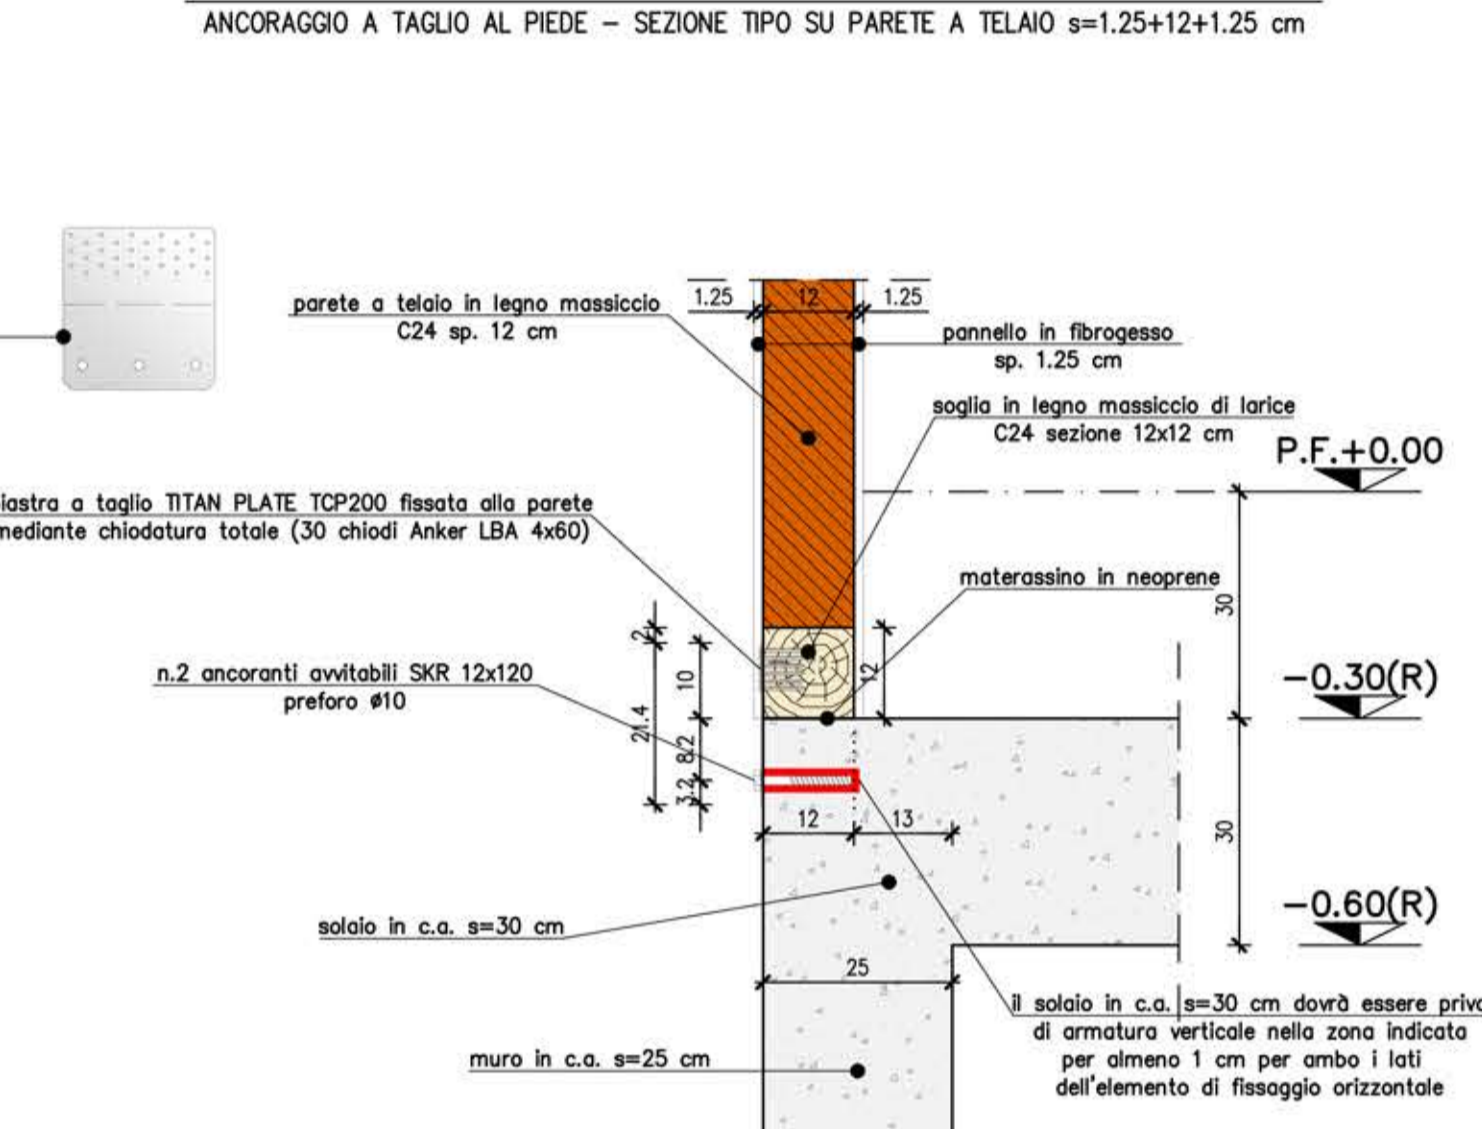 ANCORAGGIO A TAGLIO AL PIEDE – SEZIONE TIPO SU PARETE A TELAIO s=1.25+12+1.25 cm
1.25 12 1.25
parete a telaio in legno massiccio
C24 sp. 12 cm
pannello in fibrogesso
sp. 1.25 cm
soglia in legno massiccio di larice
C24 sezione 12x12 cm
P.F.+0.00
iastra a taglio TITAN PLATE TCP200 fissata alla parete
mediante chiodatura totale (30 chiodi Anker LBA 4x60)
materassino in neoprene
30
2
n.2 ancoranti avvitabili SKR 12x120
preforo ø10
10
12
-0.30(R)
21.4
8.2
3.2
12 13
30
solaio in c.a. s=30 cm
-0.60(R)
25
il solaio in c.a. s=30 cm dovrà essere privo
di armatura verticale nella zona indicata
per almeno 1 cm per ambo i lati
dell'elemento di fissaggio orizzontale
muro in c.a. s=25 cm